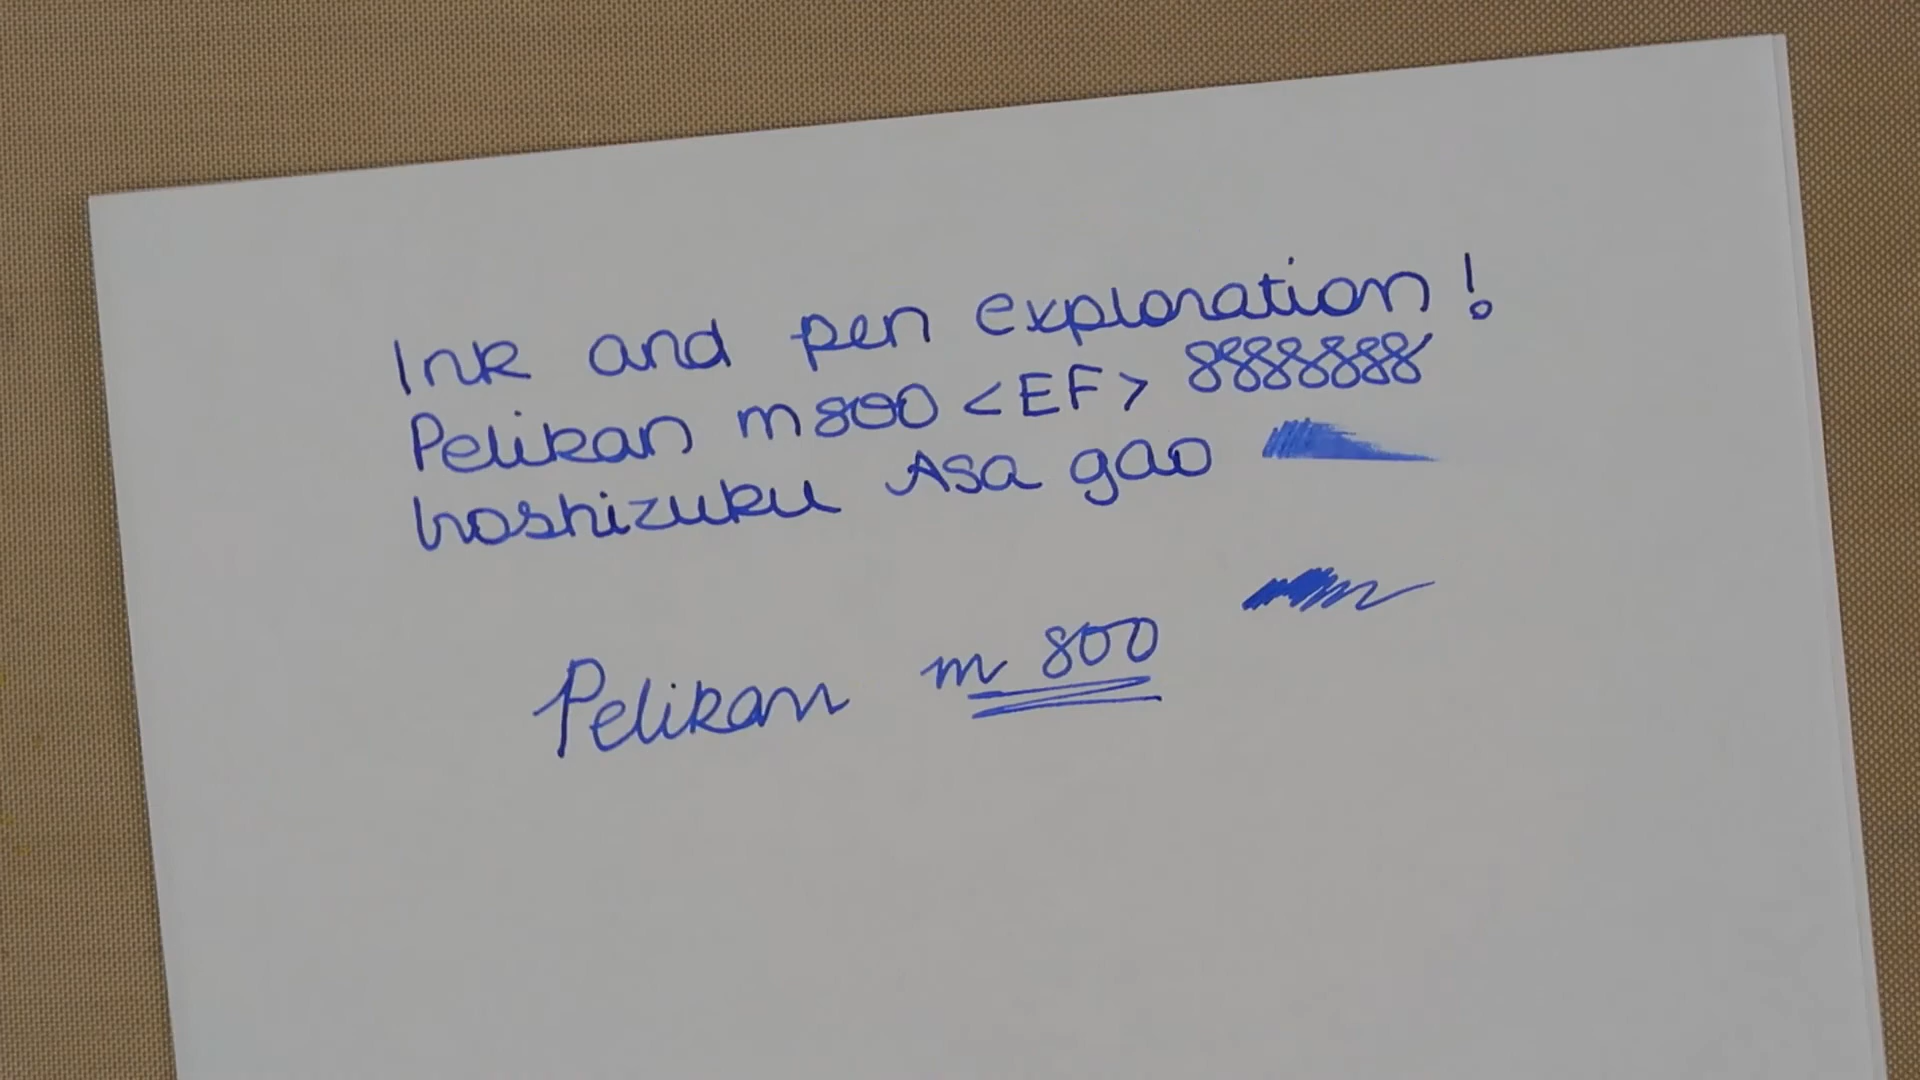 Ink and pen exploration!
Pelikan m800 <EF> 8888888
hoshizuku Asa gao
Pelikan m 800